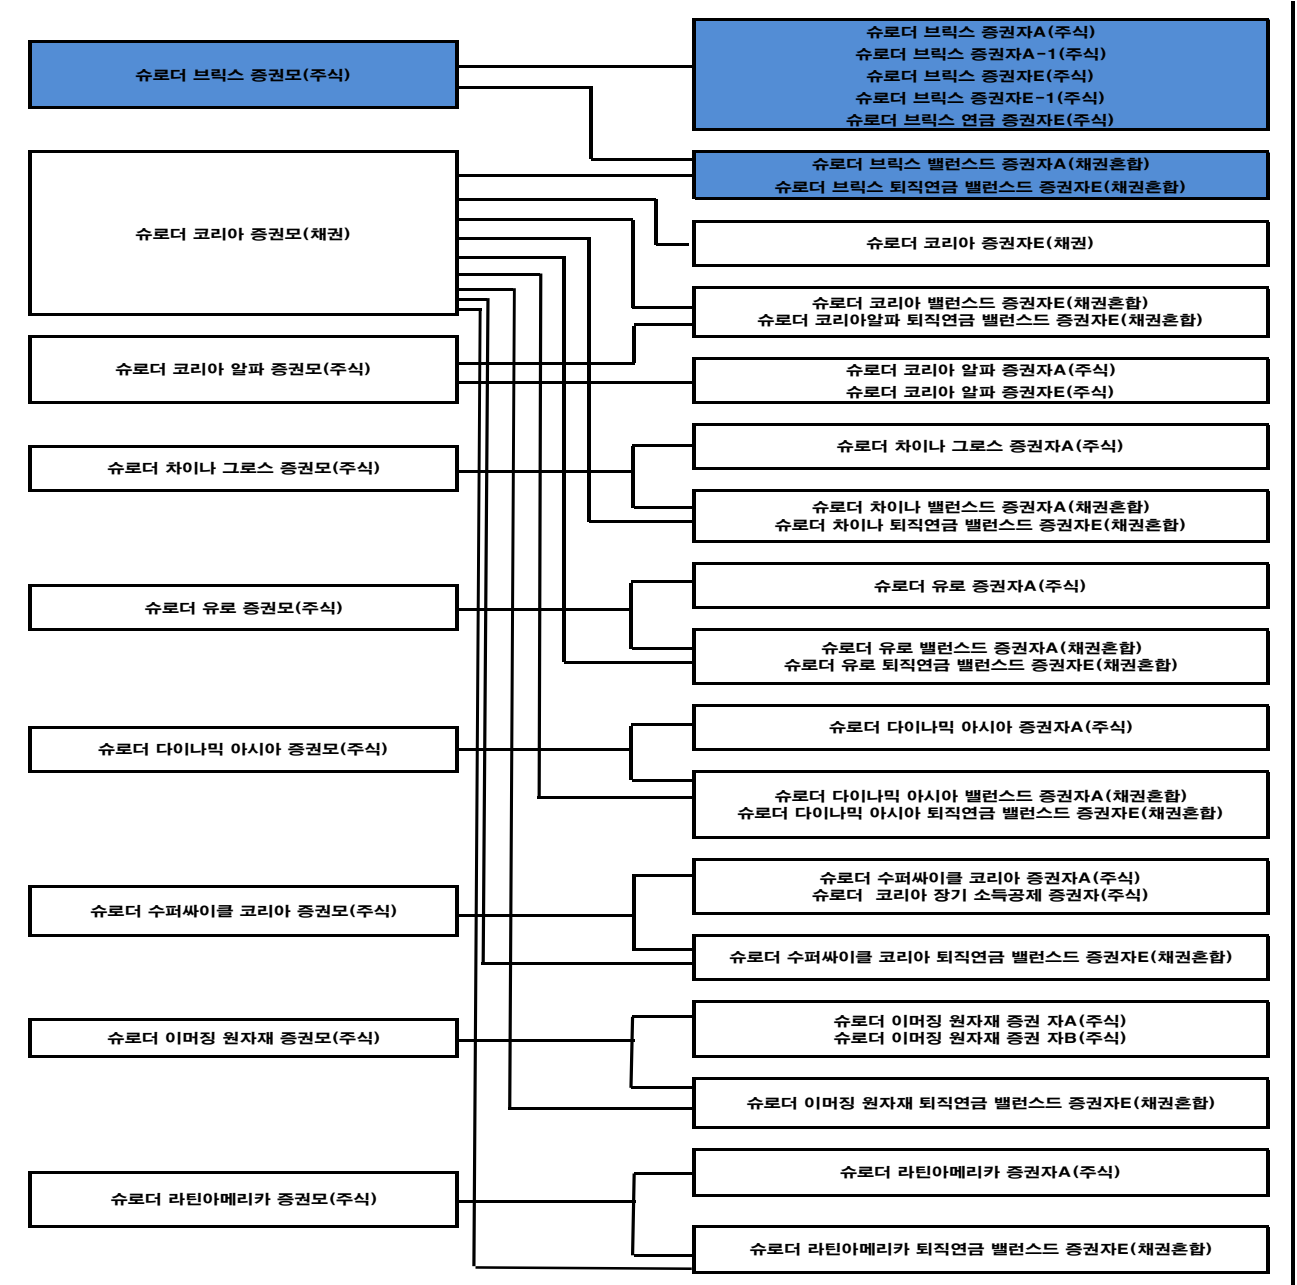 슈로더 브릭스 증권모(주식)
슈로더 브릭스 증권자A(주식)
슈로더 브릭스 증권자A-1(주식)
슈로더 브릭스 증권자E(주식)
슈로더 브릭스 증권자E-1(주식)
슈로더 브릭스 연금 증권자E(주식)
슈로더 브릭스 밸런스드 증권자A(채권혼합)
슈로더 브릭스 퇴직연금 밸런스드 증권자E(채권혼합)
슈로더 코리아 증권모(채권)
슈로더 코리아 증권자E(채권)
슈로더 코리아 밸런스드 증권자E(채권혼합)
슈로더 코리아알파 퇴직연금 밸런스드 증권자E(채권혼합)
슈로더 코리아 알파 증권모(주식)
슈로더 코리아 알파 증권자A(주식)
슈로더 코리아 알파 증권자E(주식)
슈로더 차이나 그로스 증권모(주식)
슈로더 차이나 그로스 증권자A(주식)
슈로더 차이나 밸런스드 증권자A(채권혼합)
슈로더 차이나 퇴직연금 밸런스드 증권자E(채권혼합)
슈로더 유로 증권모(주식)
슈로더 유로 증권자A(주식)
슈로더 유로 밸런스드 증권자A(채권혼합)
슈로더 유로 퇴직연금 밸런스드 증권자E(채권혼합)
슈로더 다이나믹 아시아 증권모(주식)
슈로더 다이나믹 아시아 증권자A(주식)
슈로더 다이나믹 아시아 밸런스드 증권자A(채권혼합)
슈로더 다이나믹 아시아 퇴직연금 밸런스드 증권자E(채권혼합)
슈로더 수퍼싸이클 코리아 증권모(주식)
슈로더 수퍼싸이클 코리아 증권자A(주식)
슈로더  코리아 장기 소득공제 증권자(주식)
슈로더 수퍼싸이클 코리아 퇴직연금 밸런스드 증권자E(채권혼합)
슈로더 이머징 원자재 증권모(주식)
슈로더 이머징 원자재 증권 자A(주식)
슈로더 이머징 원자재 증권 자B(주식)
슈로더 이머징 원자재 퇴직연금 밸런스드 증권자E(채권혼합)
슈로더 라틴아메리카 증권모(주식)
슈로더 라틴아메리카 증권자A(주식)
슈로더 라틴아메리카 퇴직연금 밸런스드 증권자E(채권혼합)